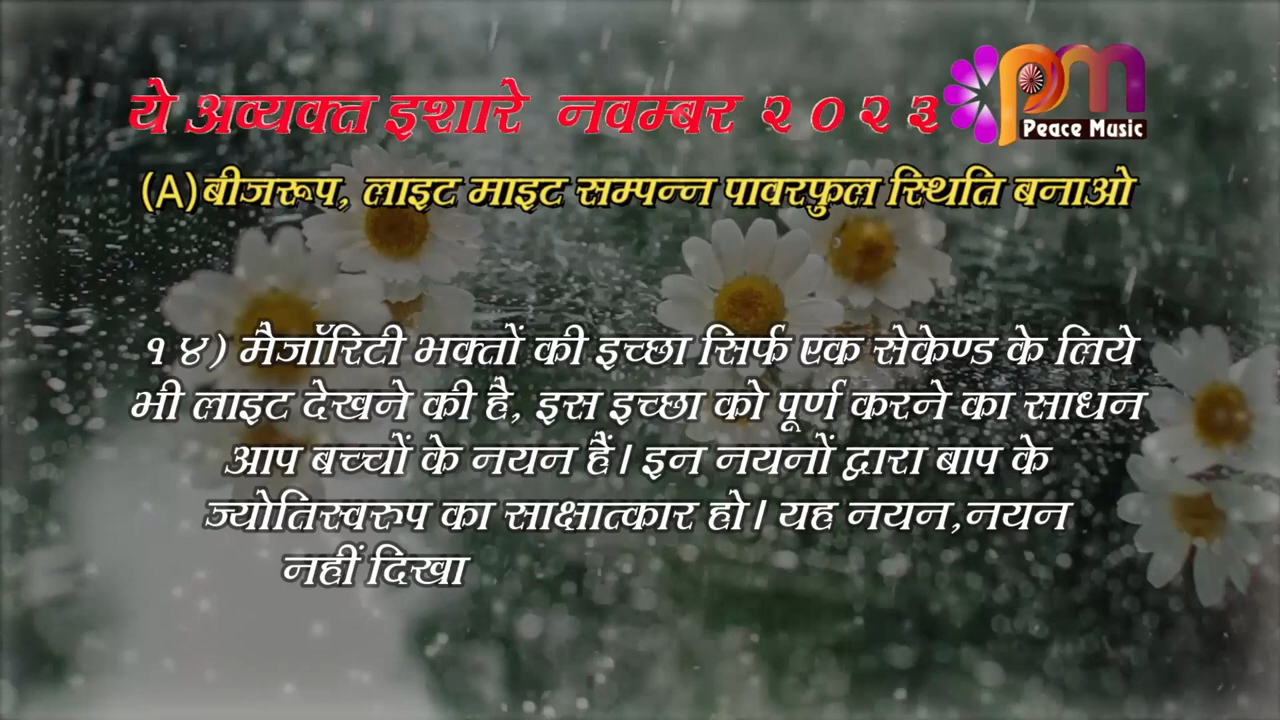 ये अव्यक्त इशारे नवम्बर २०२३
pm
Peace Music
(A) बीजरूप, लाइट माइट सम्पन्न पावरफुल स्थिति बनाओ
१४) मैजॉरिटी भक्तों की इच्छा सिर्फ एक सेकेण्ड के लिये
भी लाइट देखने की है, इस इच्छा को पूर्ण करने का साधन
आप बच्चों के नयन हैं। इन नयनों द्वारा बाप के
ज्योतिस्वरुप का साक्षात्कार हो। यह नयन,नयन
नहीं दिखा